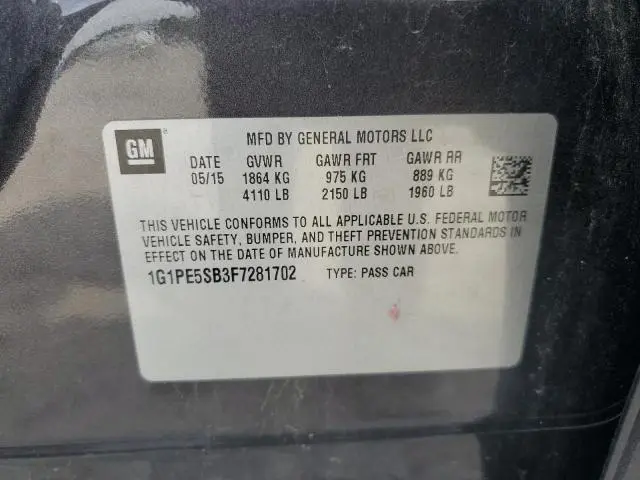 GM ® MFD BY GENERAL MOTORS LLC
DATE GVWR GAWR FRT GAWR RR
05/15 1864 KG 975 KG 889 KG
4110 LB 2150 LB 1960 LB
THIS VEHICLE CONFORMS TO ALL APPLICABLE U.S. FEDERAL MOTOR
VEHICLE SAFETY, BUMPER, AND THEFT PREVENTION STANDARDS IN
EFFECT ON THE DATE OF MANUFACTURE SHOWN ABOVE.
1G1PE5SB3F7281702 TYPE: PASS CAR